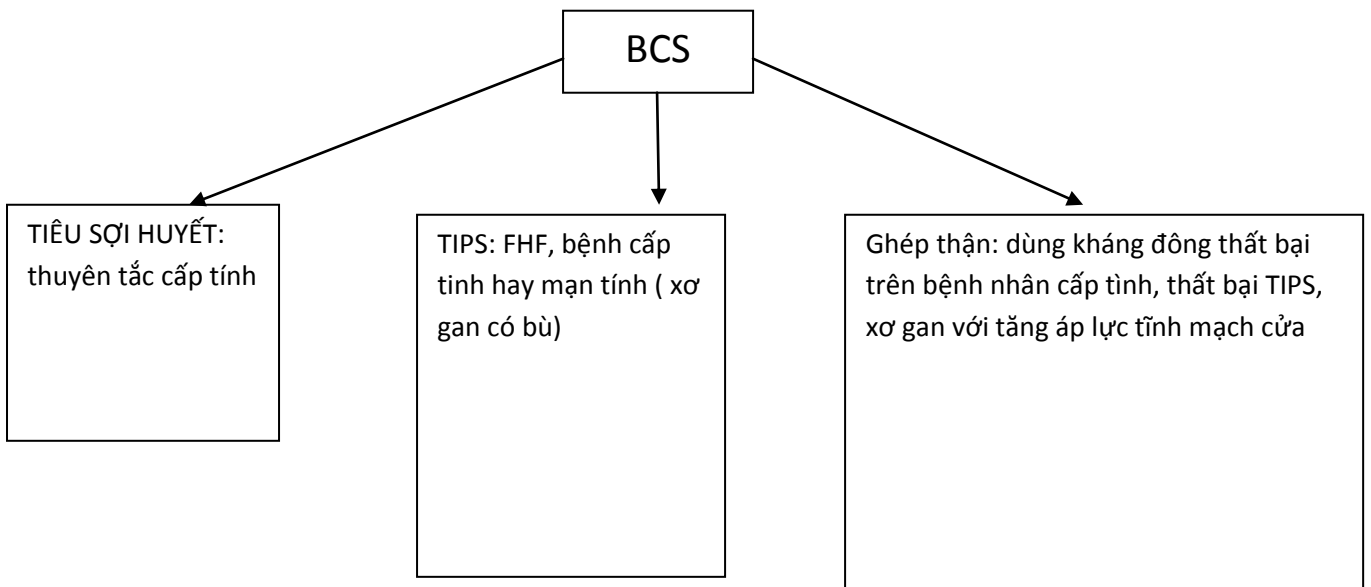 BCS
TIÊU SỢI HUYẾT:
thuyên tắc cấp tính
TIPS: FHF, bệnh cấp
tinh hay mạn tính ( xơ
gan có bù)
Ghép thận: dùng kháng đông thất bại
trên bệnh nhân cấp tình, thất bại TIPS,
xơ gan với tăng áp lực tĩnh mạch cửa